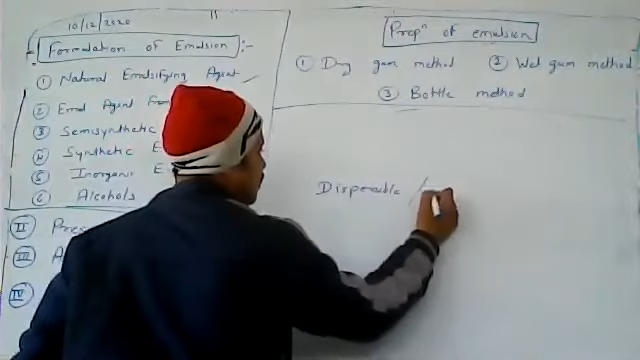 10/12/2020
Formulation of Emulsion :-
① Natural Emulsifying Agent
② Emul Agent
③ Semisynthetic
④ Synthetic E
⑤ Inorganic E
⑥ Alcohols
II Pres
III A
IV
Prepⁿ of emulsion
① Dry gum method ② Wet gum method
③ Bottle method
Dispersable /